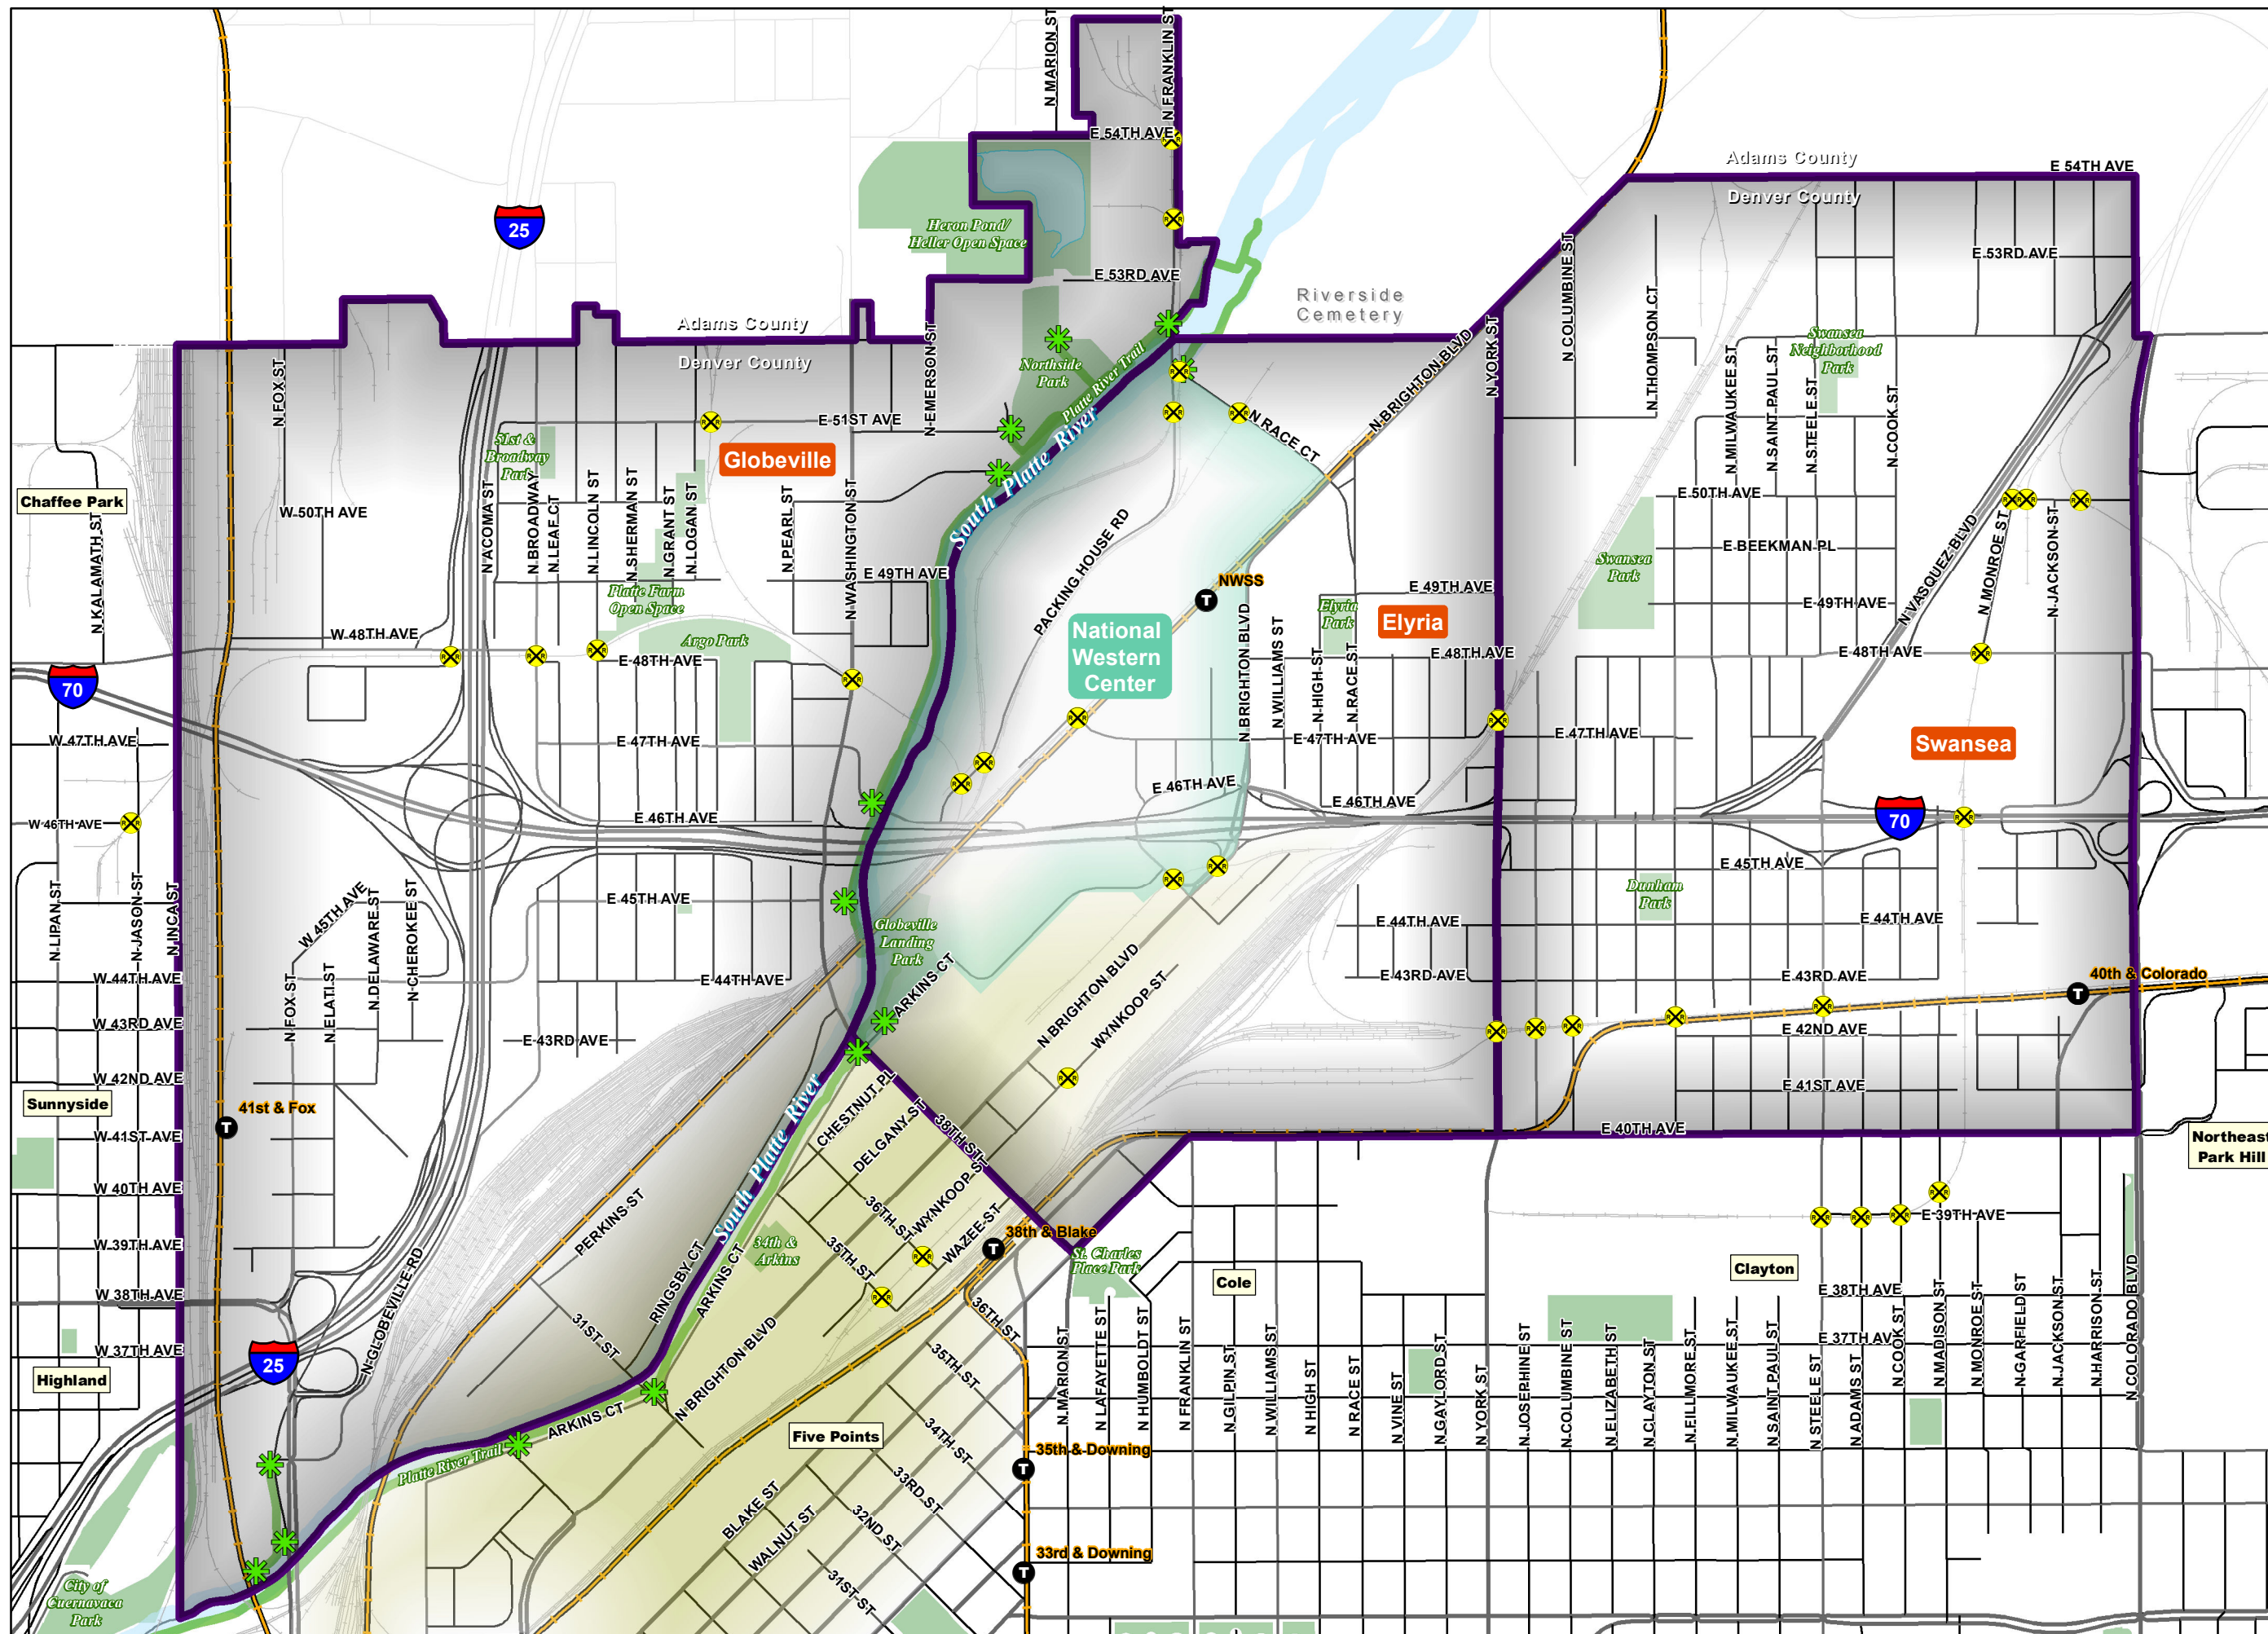 N MARION ST
N FRANKLIN ST
E 54TH AVE
Adams County
Denver County
E 54TH AVE
25
Heron Pond/
Heller Open Space
E 53RD AVE
Riverside
Cemetery
N COLUMBINE ST
N THOMPSON CT
E 53RD AVE
Adams County
Denver County
N EMERSON ST
Northside
Park
Platte River Trail
N BRIGHTON BLVD
N YORK ST
N MILWAUKEE ST
N SAINT PAUL ST
N STEELE ST
Swansea
Neighborhood
Park
N COOK ST
N FOX ST
Chaffee Park
N KALAMATH ST
W 50TH AVE
N ACOMA ST
51st &
Broadway
Park
N BROADWAY
N LEAF CT
N LINCOLN ST
N SHERMAN ST
N GRANT ST
N LOGAN ST
E 51ST AVE
Globeville
N PEARL ST
N WASHINGTON ST
South Platte River
N RACE CT
PACKING HOUSE RD
E 50TH AVE
E BEEKMAN PL
N VASQUEZ BLVD
N MONROE ST
N JACKSON ST
E 49TH AVE
Platte Farm
Open Space
Argo Park
NWSS
T
National
Western
Center
N BRIGHTON BLVD
N WILLIAMS ST
N HIGH ST
N RACE ST
Elyria
Park
Elyria
E 49TH AVE
E 48TH AVE
Swansea
Park
E 49TH AVE
E 48TH AVE
W 48TH AVE
E 48TH AVE
70
W 47TH AVE
E 47TH AVE
E 47TH AVE
E 47TH AVE
Swansea
W 46TH AVE
E 46TH AVE
E 46TH AVE
E 46TH AVE
70
N LIPAN ST
N JASON ST
N INCA ST
W 45TH AVE
N DELAWARE ST
N CHEROKEE ST
E 45TH AVE
Globeville
Landing
Park
ARKINS CT
E 45TH AVE
Dunham
Park
E 44TH AVE
E 44TH AVE
W 44TH AVE
N FOX ST
N ELATI ST
E 44TH AVE
E 43RD AVE
E 43RD AVE
40th & Colorado
T
W 43RD AVE
E 43RD AVE
N BRIGHTON BLVD
WYNKOOP ST
E 42ND AVE
W 42ND AVE
Sunnyside
41st & Fox
T
E 41ST AVE
W 41ST AVE
E 40TH AVE
Northeast
Park Hill
CHESTNUT PL
DELGANY ST
38TH ST
South Platte River
W 40TH AVE
PERKINS ST
36TH ST
WYNKOOP S
WAZEE ST
38th & Blake
T
35TH ST
34th &
Arkins
St. Charles
Place Park
Cole
Clayton
E 39TH AVE
W 39TH AVE
N GLOBEVILLE RD
RINGSBY CT
ARKINS CT
W 38TH AVE
E 38TH AVE
31ST ST
N BRIGHTON BLVD
36TH ST
W 37TH AVE
25
Highland
E 37TH AVE
35TH ST
N MARION ST
N LAFAYETTE ST
N HUMBOLDT ST
N FRANKLIN ST
N GILPIN ST
N WILLIAMS ST
N HIGH ST
N RACE ST
N VINE ST
N GAYLORD ST
N YORK ST
N JOSEPHINE ST
N COLUMBINE ST
N ELIZABETH ST
N CLAYTON ST
N FILLMORE ST
N MILWAUKEE ST
N SAINT PAUL ST
N STEELE ST
N ADAMS ST
N COOK ST
N MADISON ST
N MONROE ST
N GARFIELD ST
N JACKSON ST
N HARRISON ST
N COLORADO BLVD
ARKINS CT
Platte River Trail
Five Points
34TH ST
35th & Downing
T
33RD ST
BLAKE ST
WALNUT ST
32ND ST
33rd & Downing
T
31ST ST
City of
Cuernavaca
Park